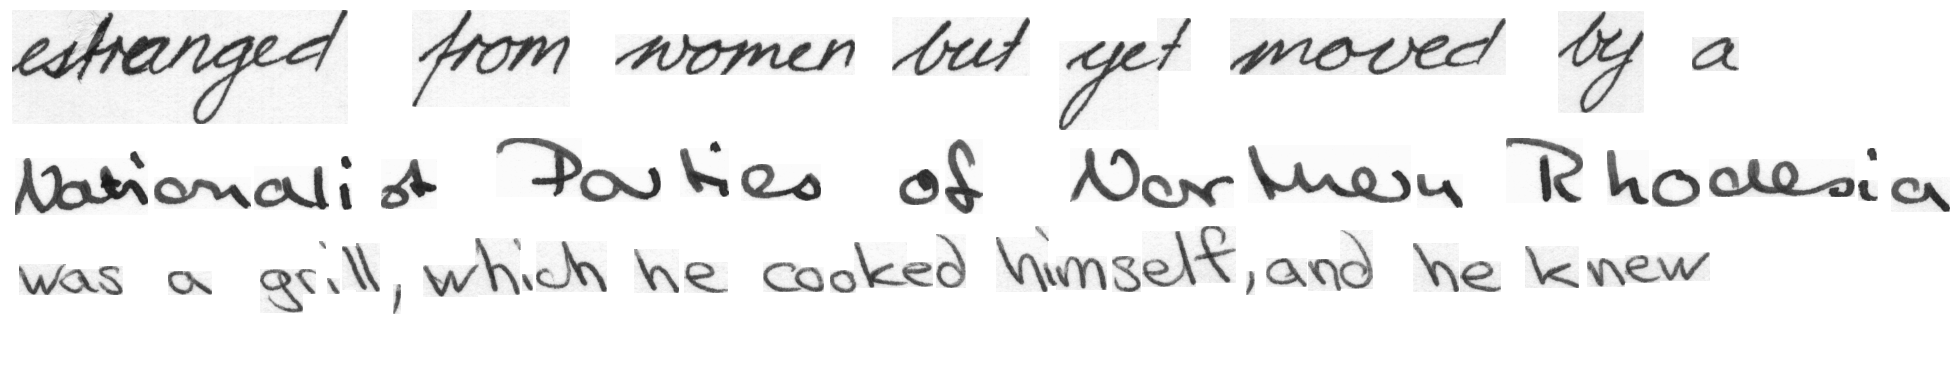 estranged from women but yet moved by a
Nationalist Parties of Northern Rhodesia
was a grill, which he cooked himself, and he knew